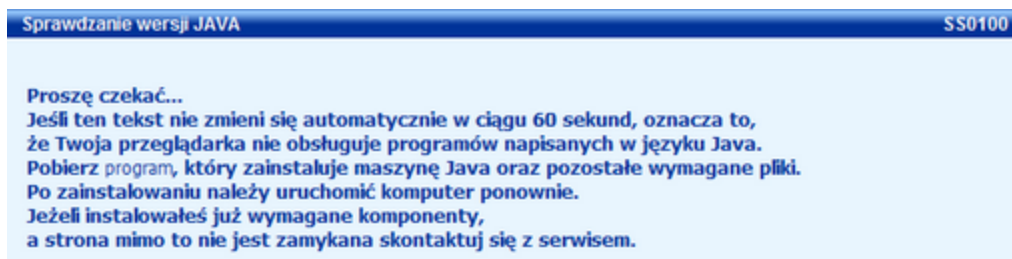 Sprawdzanie wersji JAVA SS0100
Proszę czekać...
Jeśli ten tekst nie zmieni się automatycznie w ciągu 60 sekund, oznacza to,
że Twoja przeglądarka nie obsługuje programów napisanych w języku Java.
Pobierz program, który zainstaluje maszynę Java oraz pozostałe wymagane pliki.
Po zainstalowaniu należy uruchomić komputer ponownie.
Jeżeli instalowałeś już wymagane komponenty,
a strona mimo to nie jest zamykana skontaktuj się z serwisem.